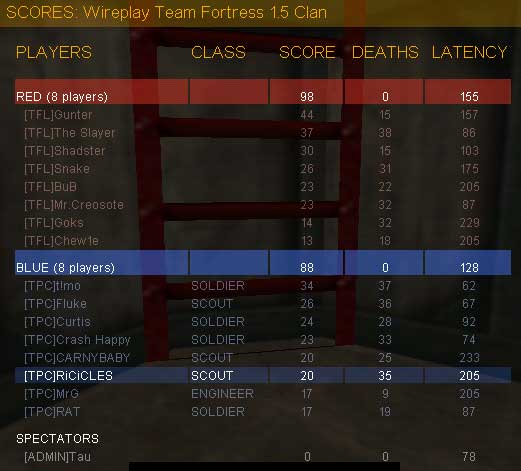 SCORES: Wireplay Team Fortress 1.5 Clan
PLAYERS CLASS SCORE DEATHS LATENCY
RED (8 players) 98 0 155
[TFL]Gunter 44 15 157
[TFL]The Slayer 37 38 86
[TFL]Shadster 30 15 103
[TFL]Snake 26 31 175
[TFL]BuB 23 22 205
[TFL]Mr.Creosote 23 32 87
[TFL]Goks 14 32 229
[TFL]Chew1e 13 18 205
BLUE (8 players) 88 0 128
[TPC]t!mo SOLDIER 34 37 62
[TPC]Fluke SCOUT 26 36 67
[TPC]Curtis SOLDIER 24 28 92
[TPC]Crash Happy SOLDIER 23 33 74
[TPC]CARNYBABY SCOUT 20 25 233
[TPC]RiCiCLES SCOUT 20 35 205
[TPC]MrG ENGINEER 17 9 205
[TPC]RAT SOLDIER 17 19 87
SPECTATORS
[ADMIN]Tau 0 0 78